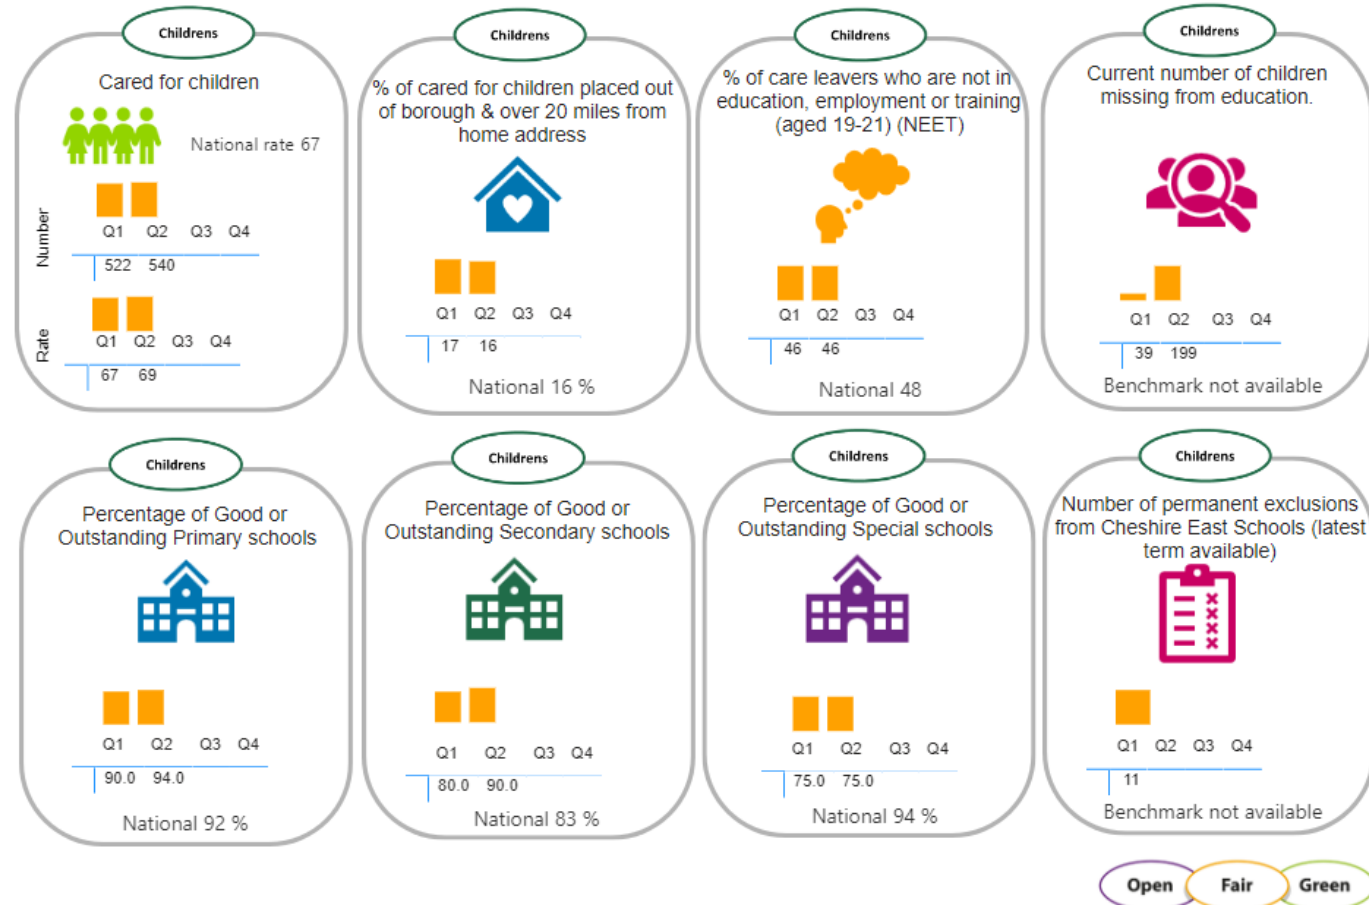 Childrens
Cared for children
National rate 67
Number
Q1 Q2 Q3 Q4
522 540
Rate
Q1 Q2 Q3 Q4
67 69
Childrens
% of cared for children placed out
of borough & over 20 miles from
home address
Q1 Q2 Q3 Q4
17 16
National 16 %
Childrens
% of care leavers who are not in
education, employment or training
(aged 19-21) (NEET)
Q1 Q2 Q3 Q4
46 46
National 48
Childrens
Current number of children
missing from education.
Q1 Q2 Q3 Q4
39 199
Benchmark not available
Childrens
Percentage of Good or
Outstanding Primary schools
Q1 Q2 Q3 Q4
90.0 94.0
National 92 %
Childrens
Percentage of Good or
Outstanding Secondary schools
Q1 Q2 Q3 Q4
80.0 90.0
National 83 %
Childrens
Percentage of Good or
Outstanding Special schools
Q1 Q2 Q3 Q4
75.0 75.0
National 94 %
Childrens
Number of permanent exclusions
from Cheshire East Schools (latest
term available)
Q1 Q2 Q3 Q4
11
Benchmark not available
Open Fair Green